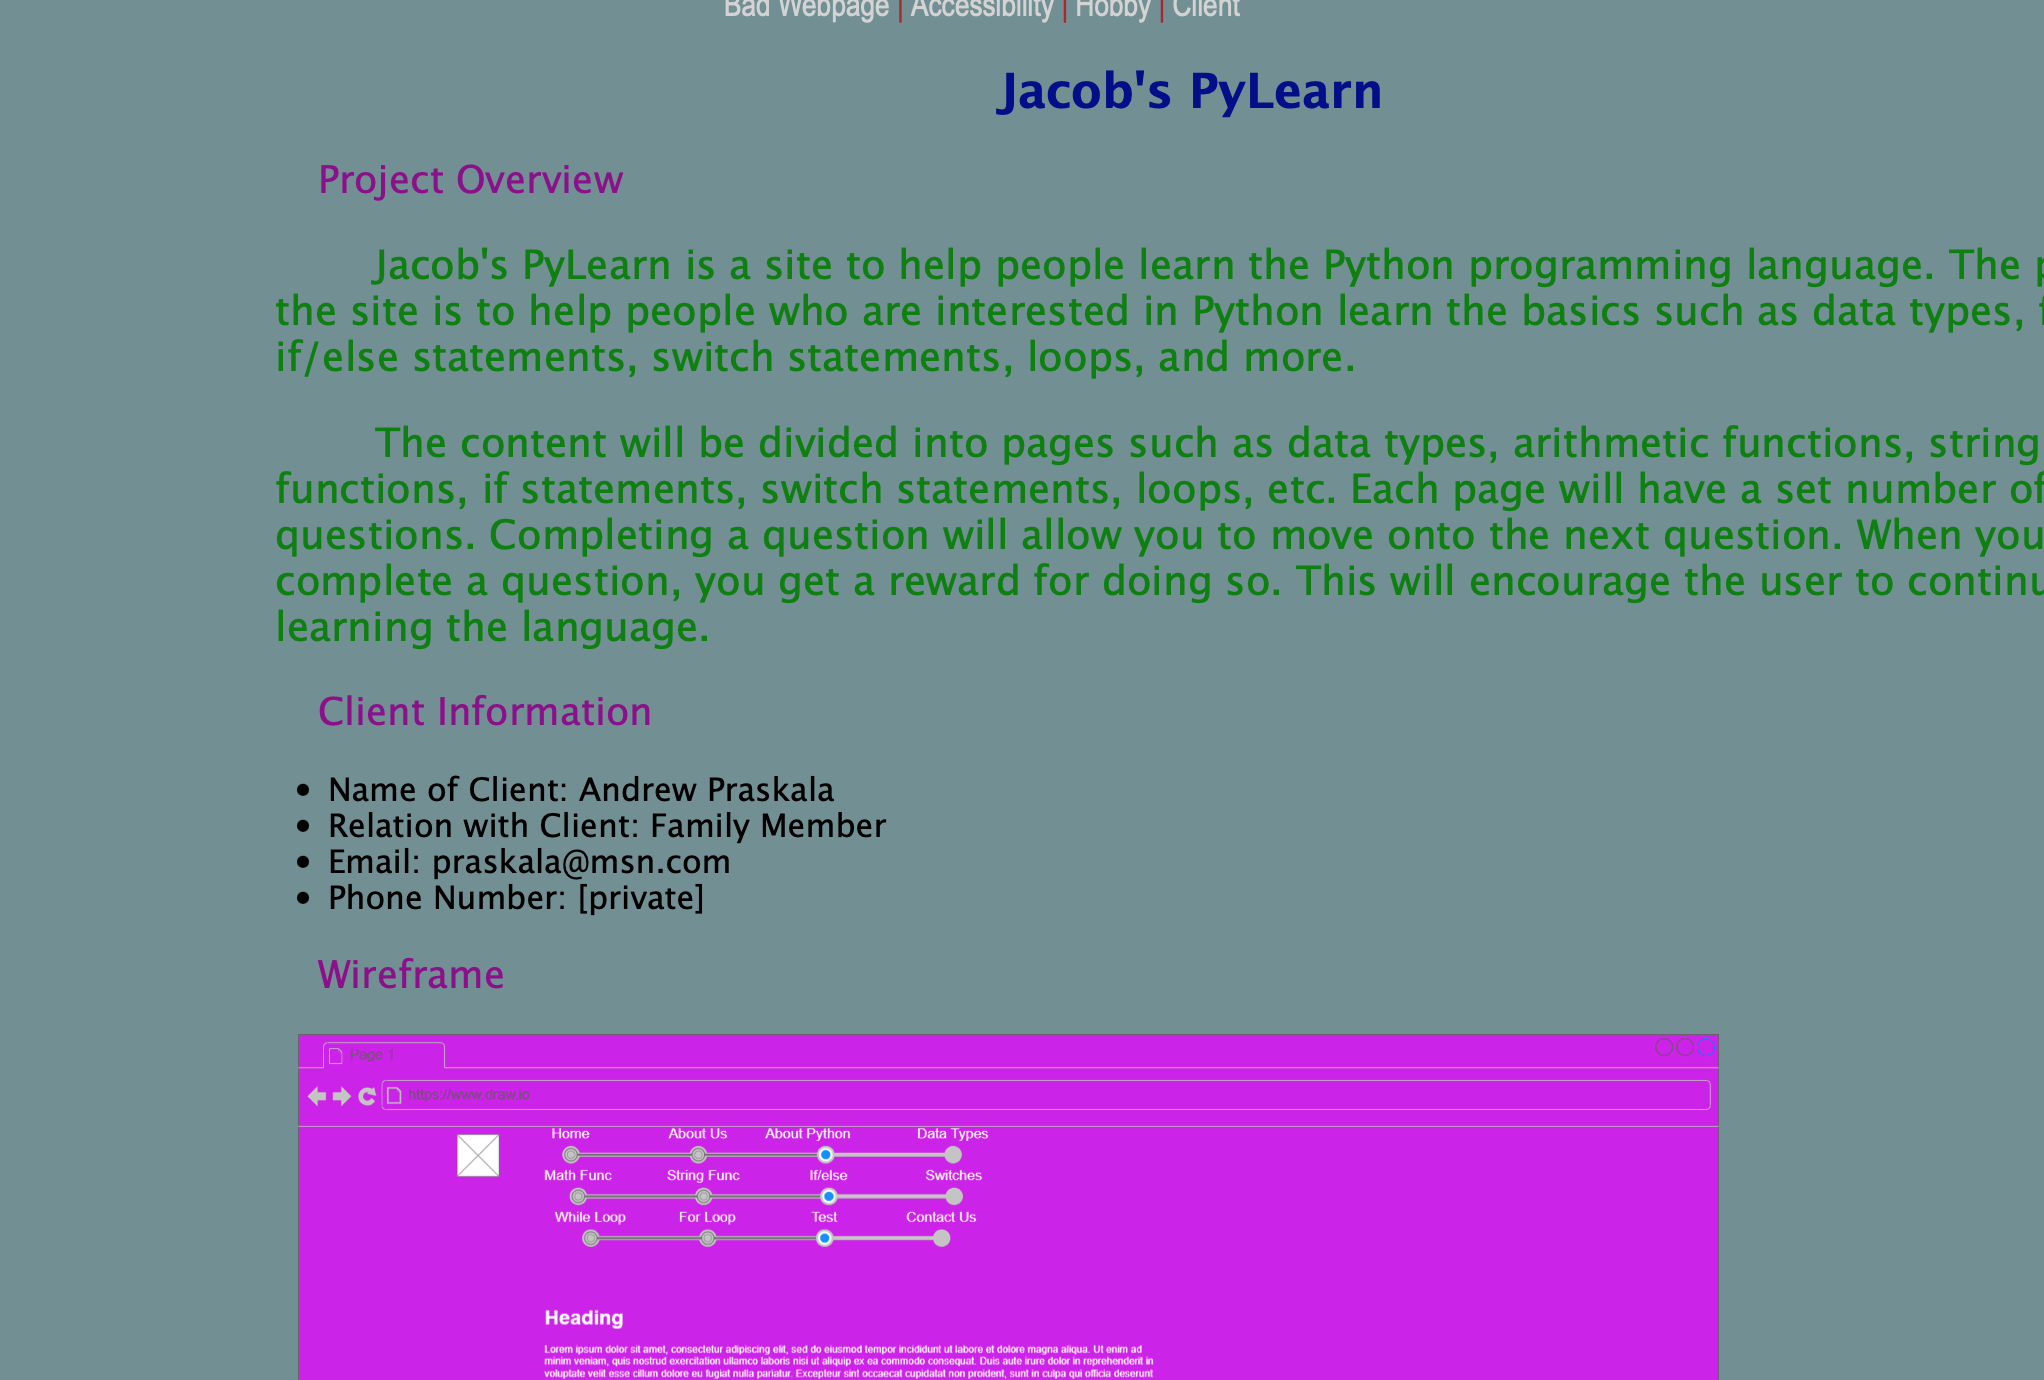 Bad Webpage | Accessibility | Hobby | Client
Jacob's PyLearn
Project Overview
Jacob's PyLearn is a site to help people learn the Python programming language. The
the site is to help people who are interested in Python learn the basics such as data types,
if/else statements, switch statements, loops, and more.
The content will be divided into pages such as data types, arithmetic functions, string
functions, if statements, switch statements, loops, etc. Each page will have a set number of
questions. Completing a question will allow you to move onto the next question. When you
complete a question, you get a reward for doing so. This will encourage the user to continu
learning the language.
Client Information
• Name of Client: Andrew Praskala
• Relation with Client: Family Member
• Email: praskala@msn.com
• Phone Number: [private]
Wireframe
Page 1
https://www.draw.io
Home About Us About Python Data Types
Math Func String Func If/else Switches
While Loop For Loop Test Contact Us
Heading
Lorem ipsum dolor sit amet, consectetur adipiscing elit, sed do eiusmod tempor incididunt ut labore et dolore magna aliqua. Ut enim ad
minim veniam, quis nostrud exercitation ullamco laboris nisi ut aliquip ex ea commodo consequat. Duis aute irure dolor in reprehenderit in
voluptate velit esse cillum dolore eu fugiat nulla pariatur. Excepteur sint occaecat cupidatat non proident, sunt in culpa qui officia deserunt